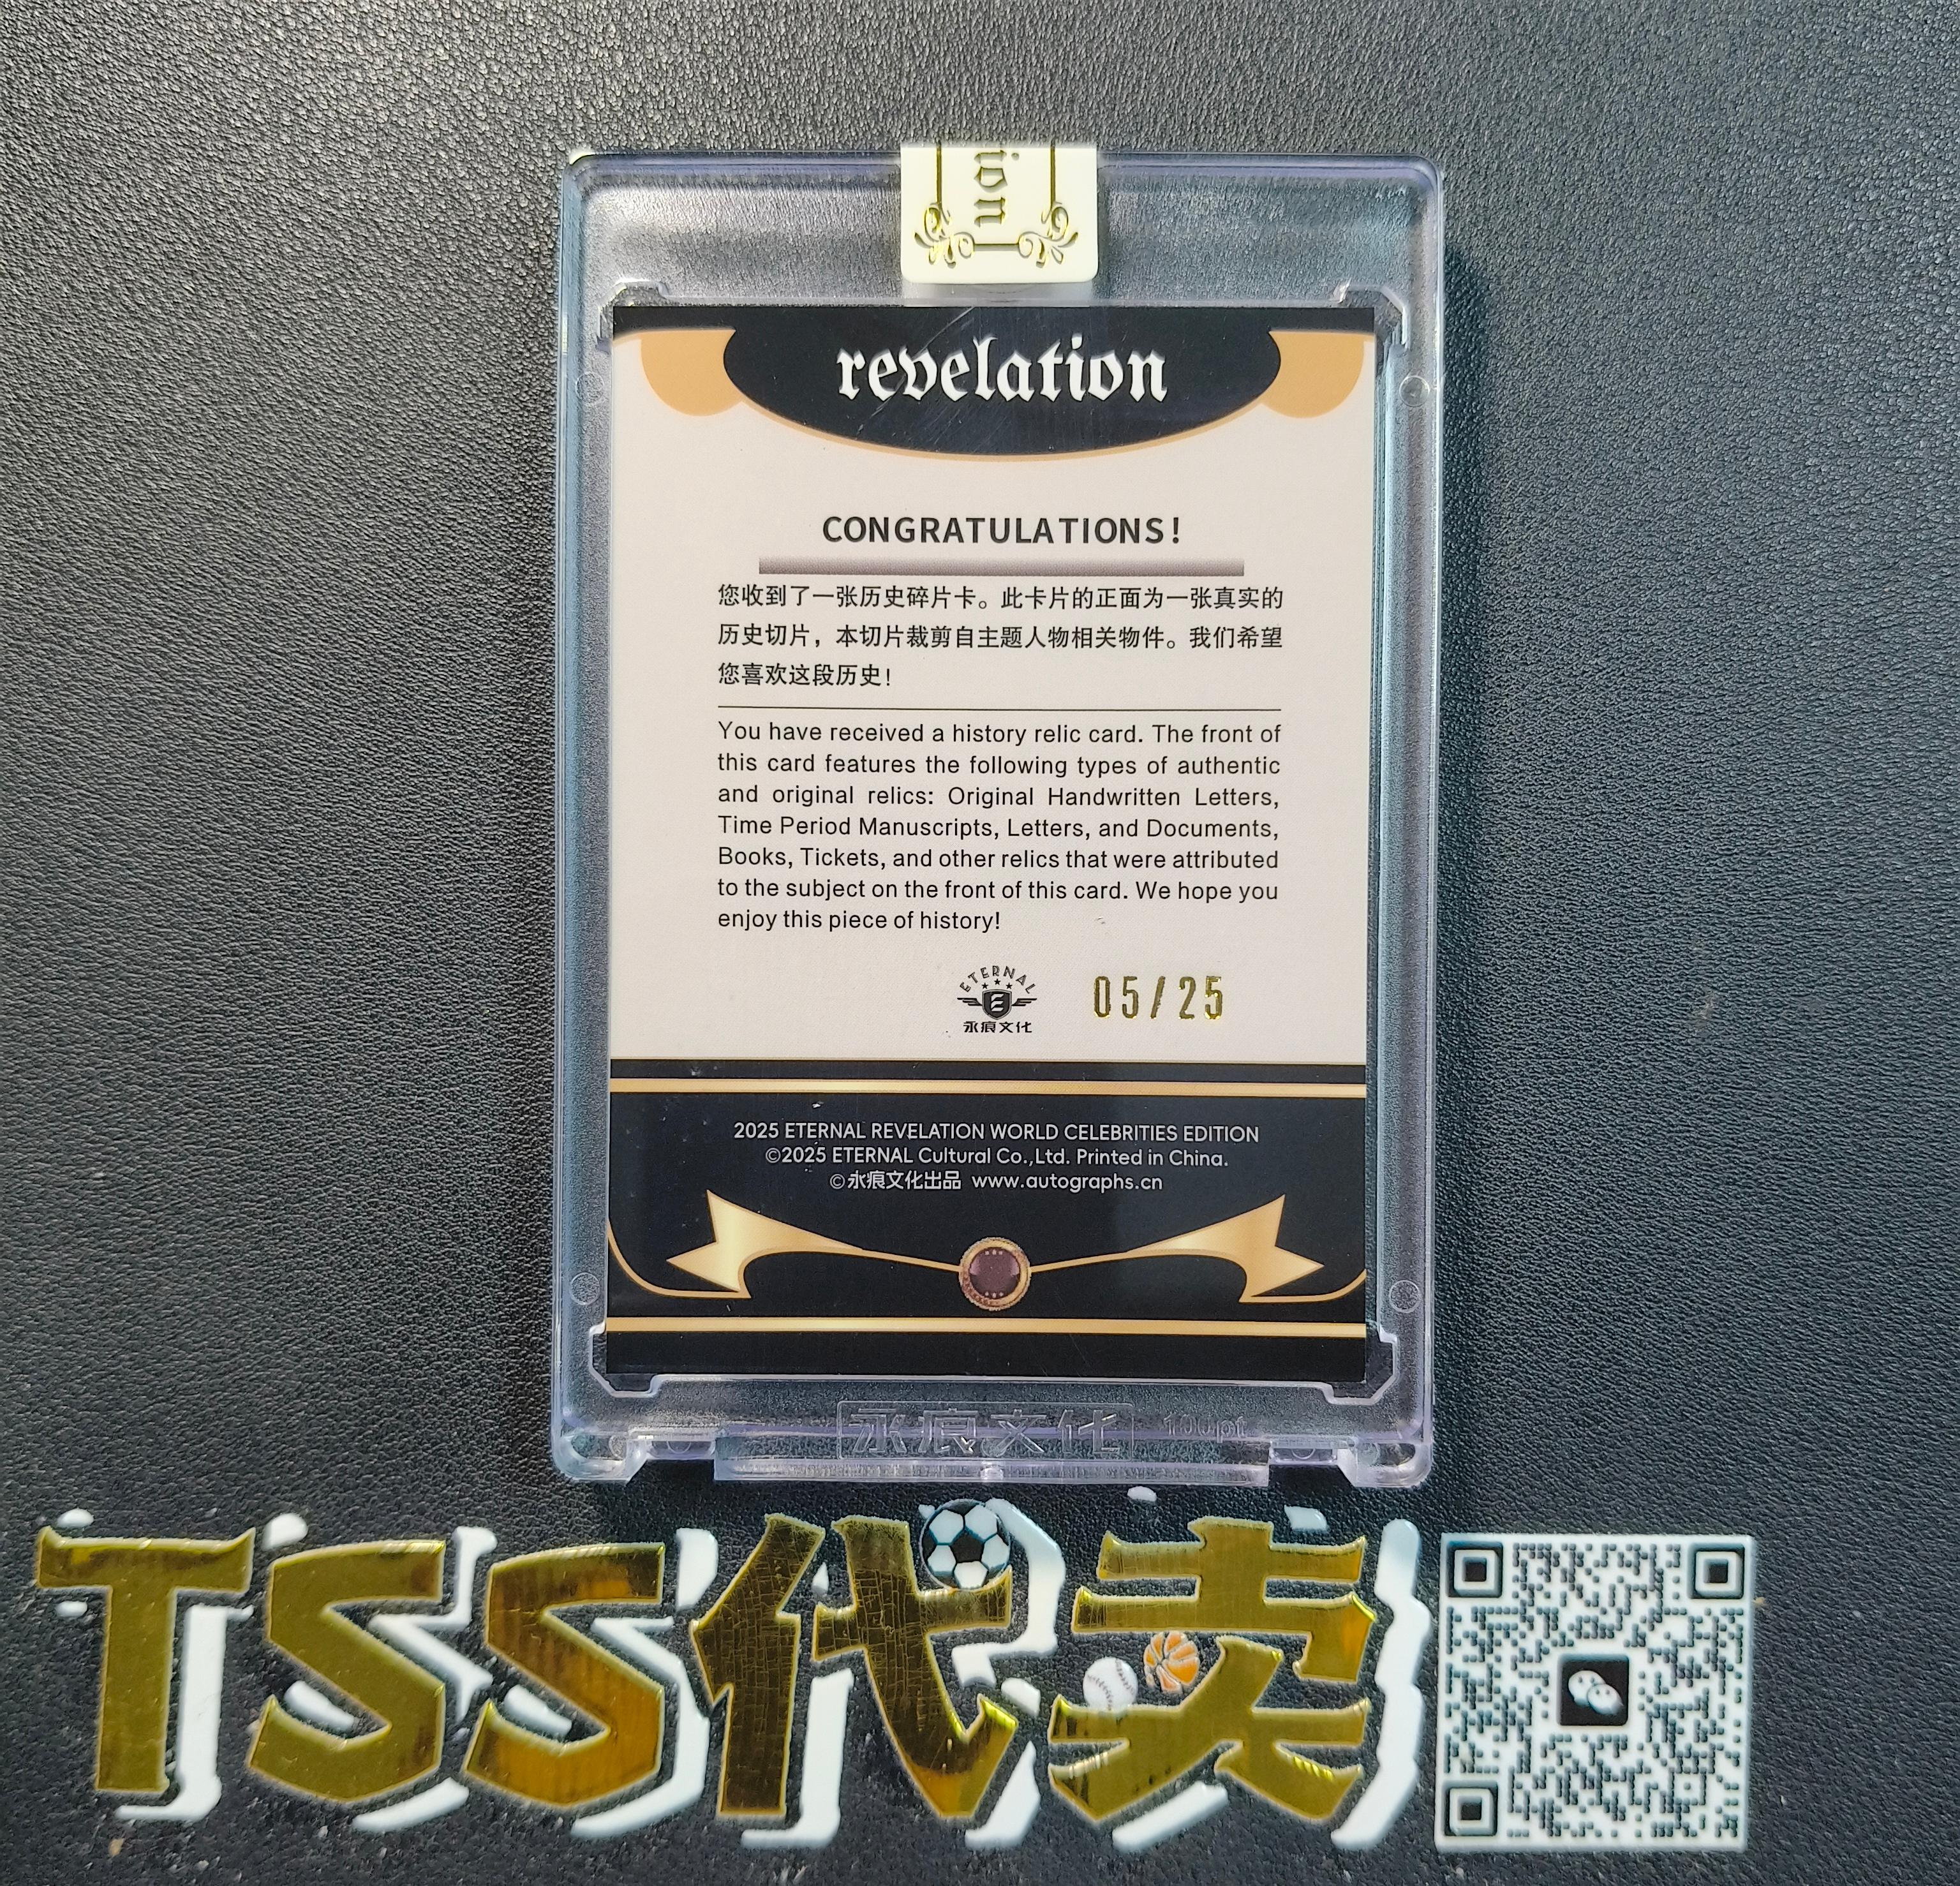 ion
revelation
CONGRATULATIONS!
您收到了一张历史碎片卡。此卡片的正面为一张真实的
历史切片，本切片裁剪自主题人物相关物件。我们希望
您喜欢这段历史!
You have received a history relic card. The front of
this card features the following types of authentic
and original relics: Original Handwritten Letters,
Time Period Manuscripts, Letters, and Documents,
Books, Tickets, and other relics that were attributed
to the subject on the front of this card. We hope you
enjoy this piece of history!
ETERNAL
永痕文化
05/25
2025 ETERNAL REVELATION WORLD CELEBRITIES EDITION
©2025 ETERNAL Cultural Co.,Ltd. Printed in China.
©永痕文化出品 www.autographs.cn
永痕文化 100pt
TSS代卖